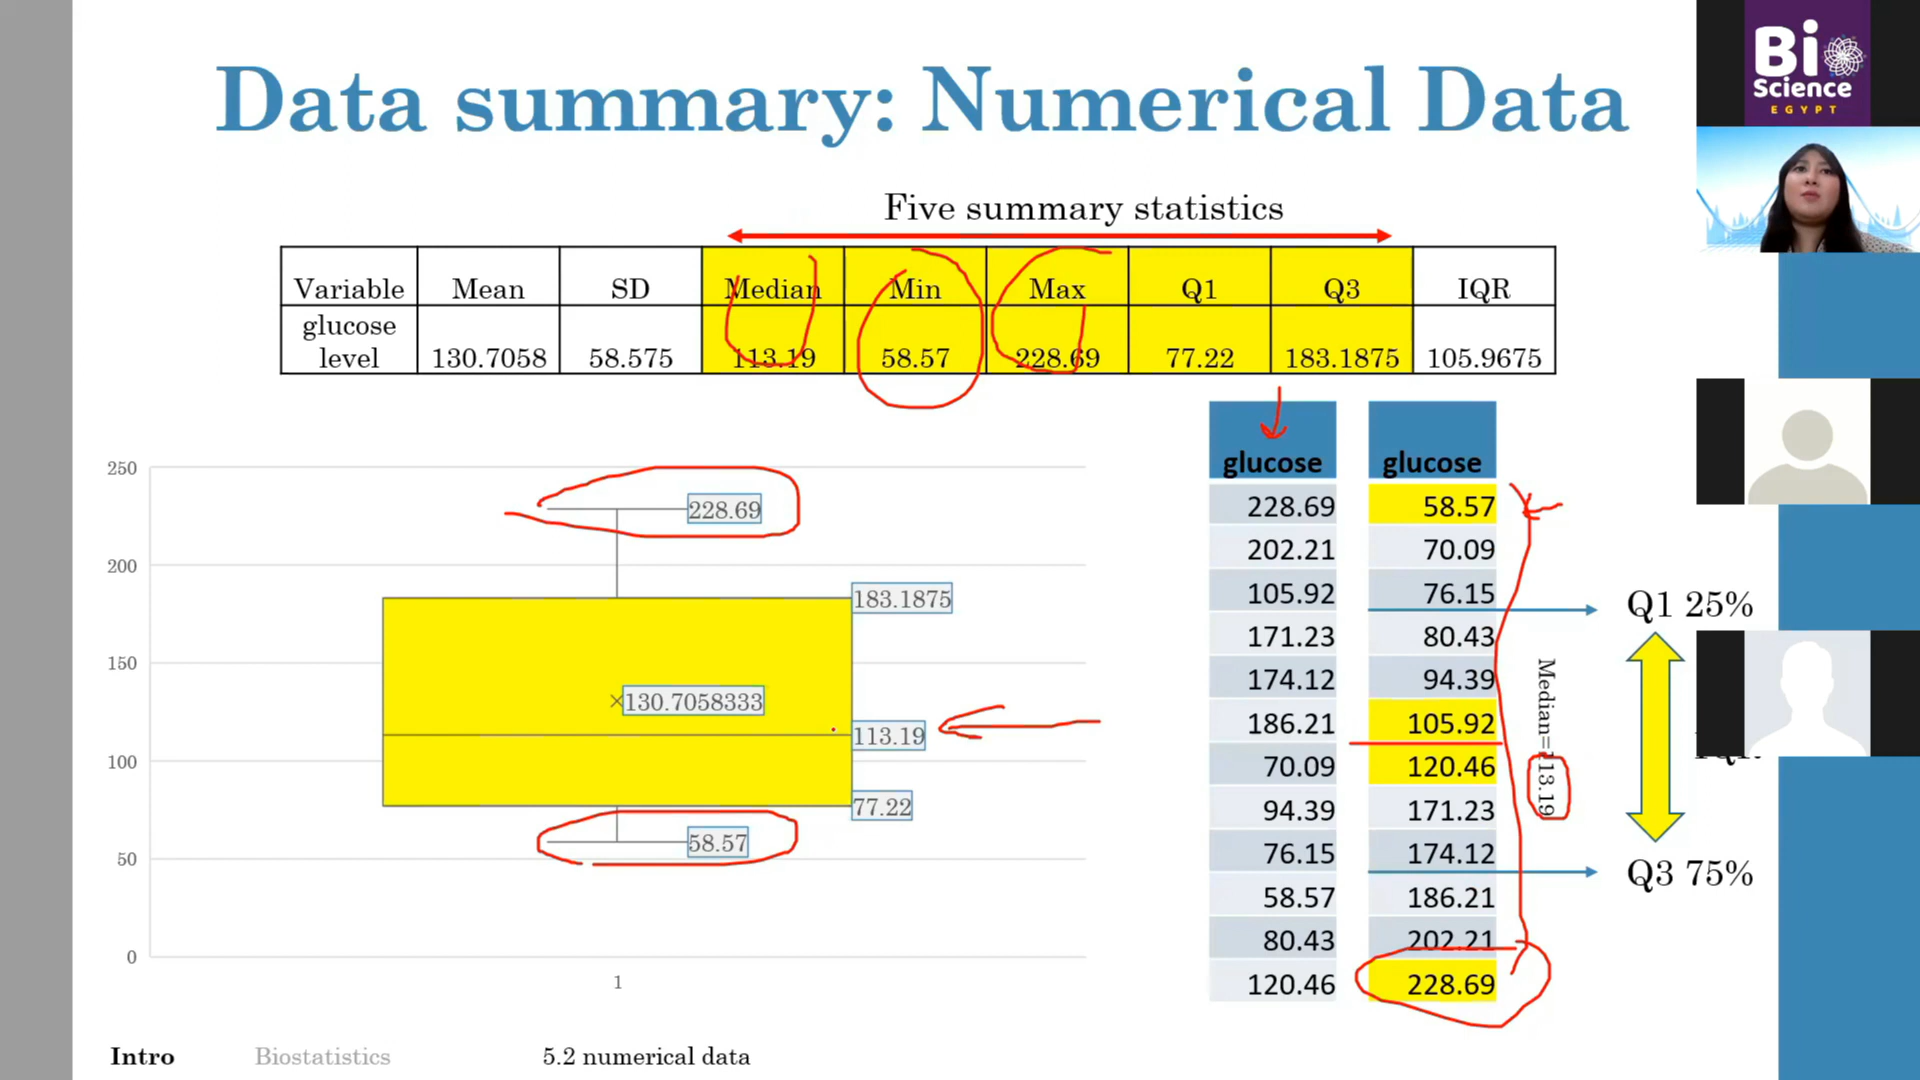 Data summary: Numerical Data
Bi
Science
EGYPT
Five summary statistics
Variable Mean SD Median Min Max Q1 Q3 IQR
glucose level 130.7058 58.575 113.19 58.57 228.69 77.22 183.1875 105.9675
250
200
150
100
50
0
228.69
183.1875
130.7058333
113.19
77.22
58.57
1
glucose glucose
228.69 58.57
202.21 70.09
105.92 76.15
171.23 80.43
174.12 94.39
186.21 105.92
70.09 120.46
94.39 171.23
76.15 174.12
58.57 186.21
80.43 202.21
120.46 228.69
Median=113.19
Q1 25%
Q3 75%
Intro Biostatistics 5.2 numerical data